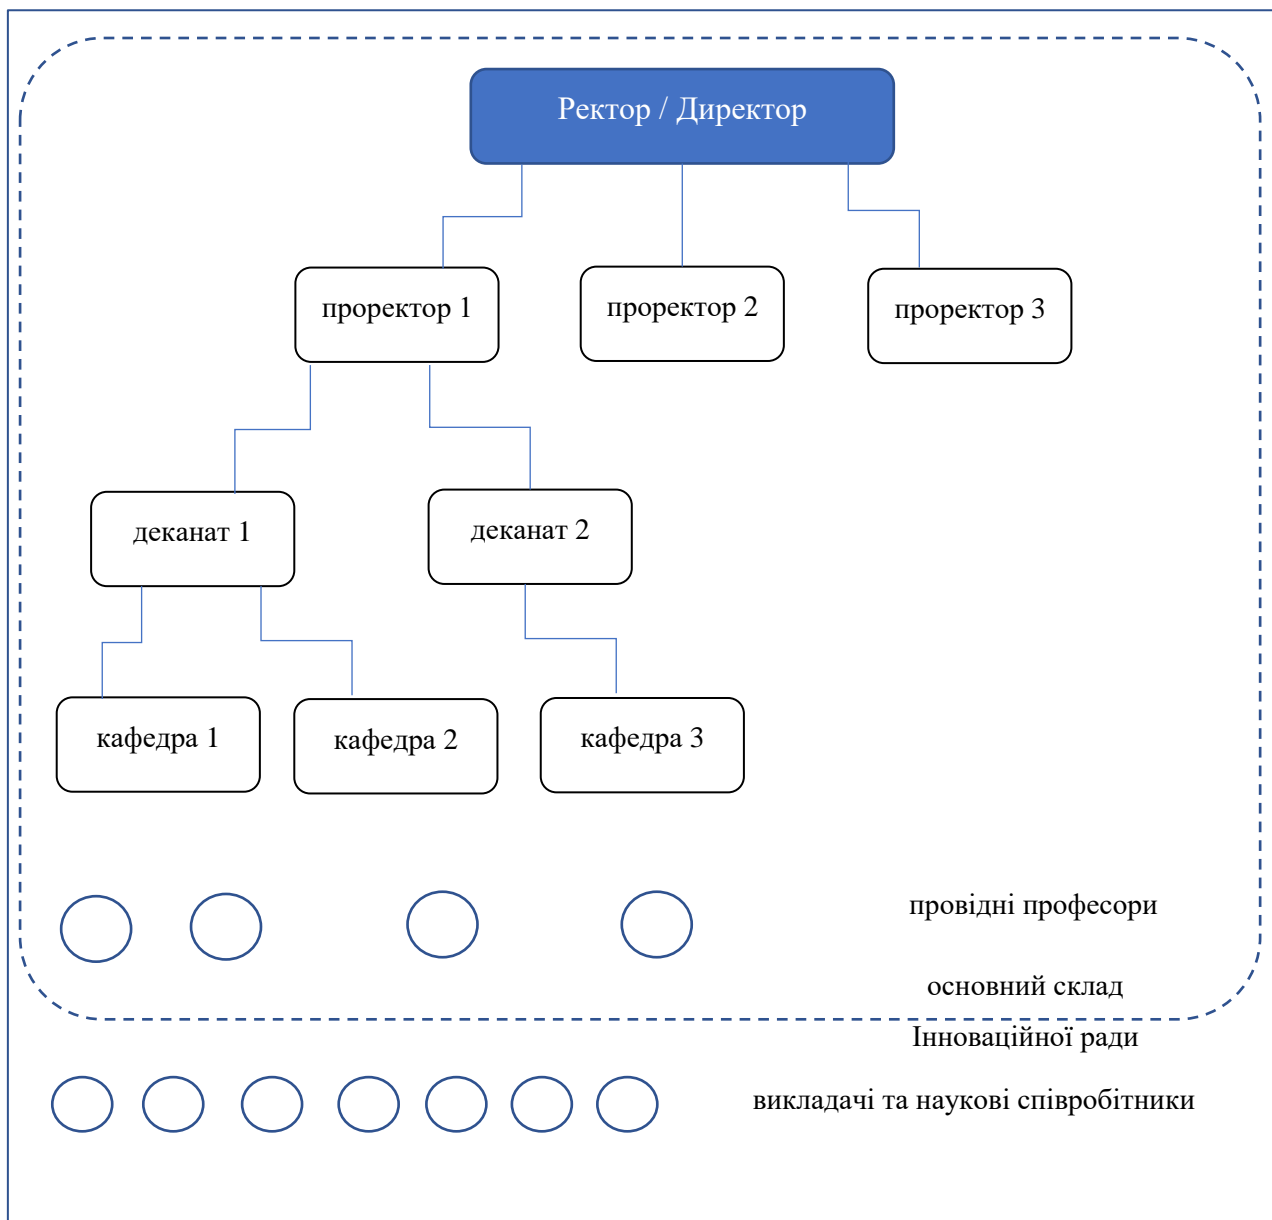 Ректор / Директор
проректор 1
проректор 2
проректор 3
деканат 1
деканат 2
кафедра 1
кафедра 2
кафедра 3
провідні професори
основний склад
Інноваційної ради
викладачі та наукові співробітники